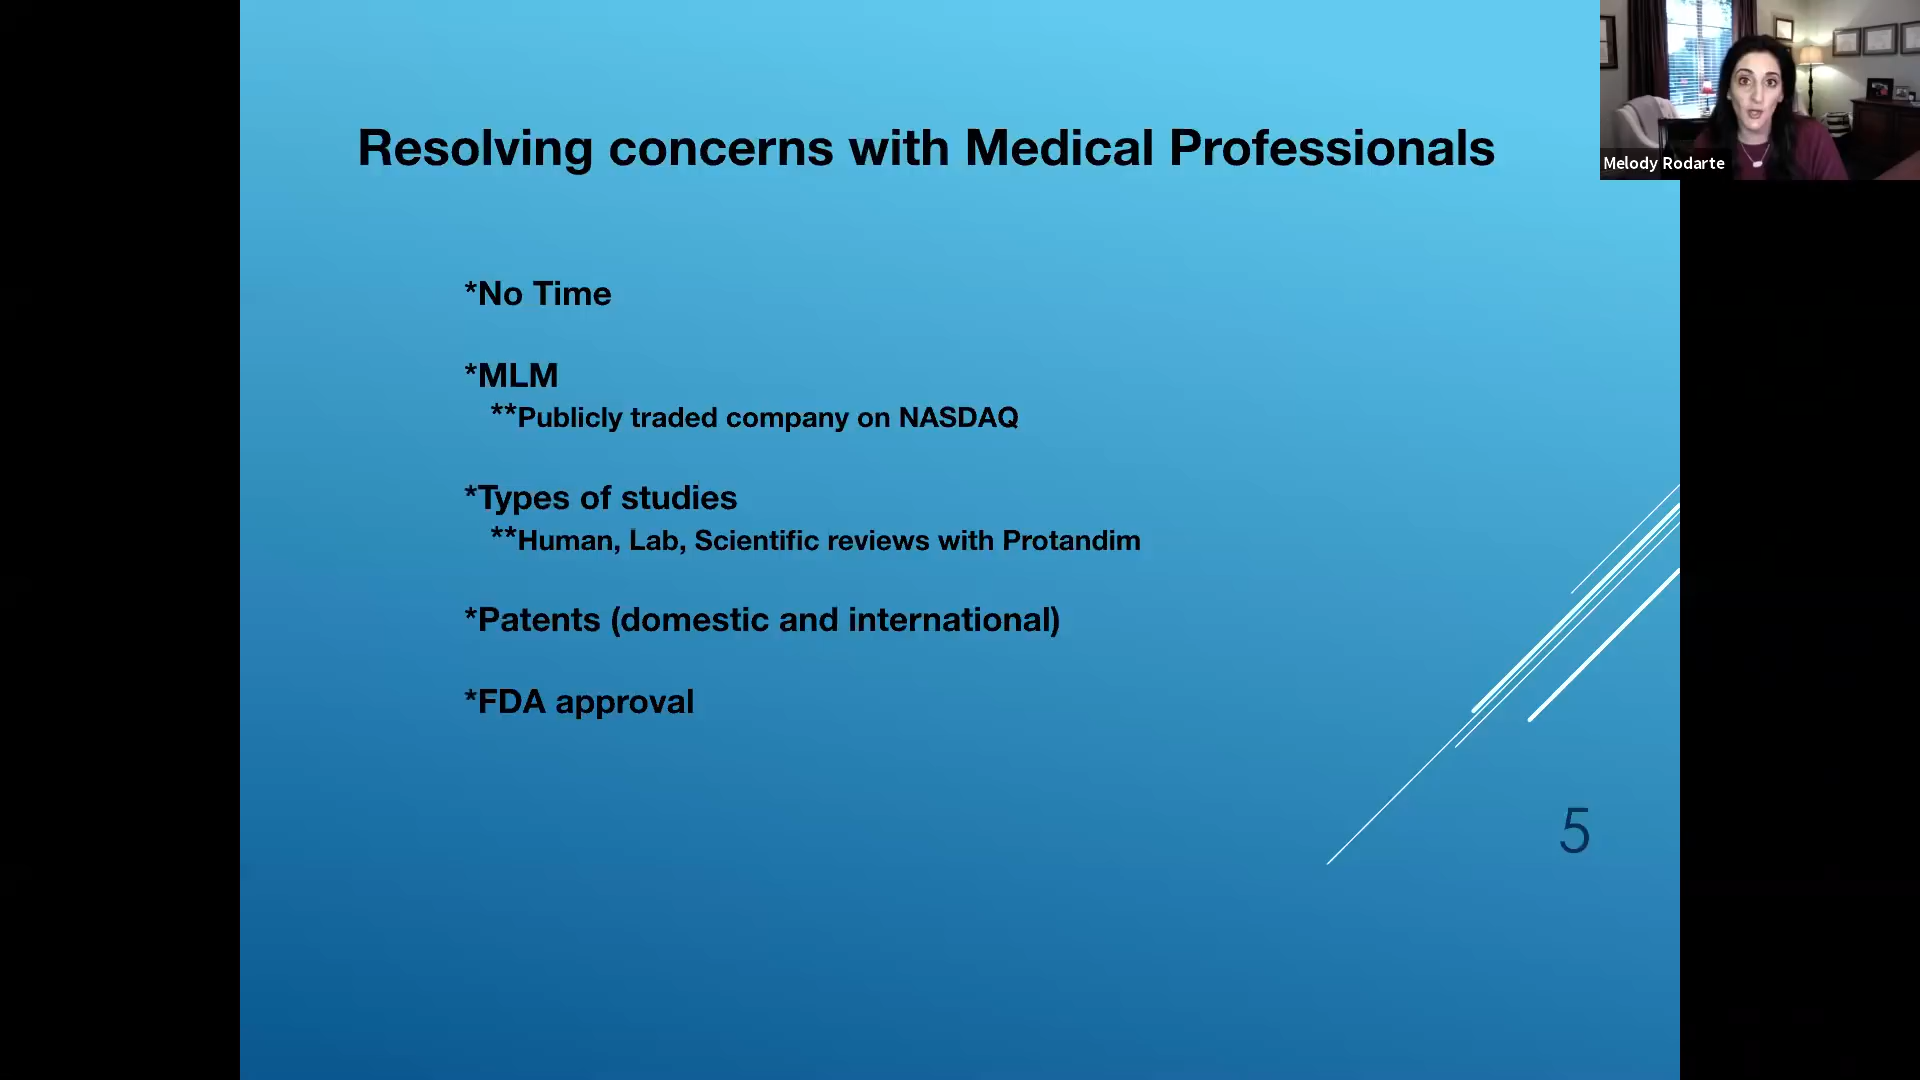 Resolving concerns with Medical Professionals
Melody Rodarte
*No Time
*MLM
**Publicly traded company on NASDAQ
*Types of studies
**Human, Lab, Scientific reviews with Protandim
*Patents (domestic and international)
*FDA approval
5